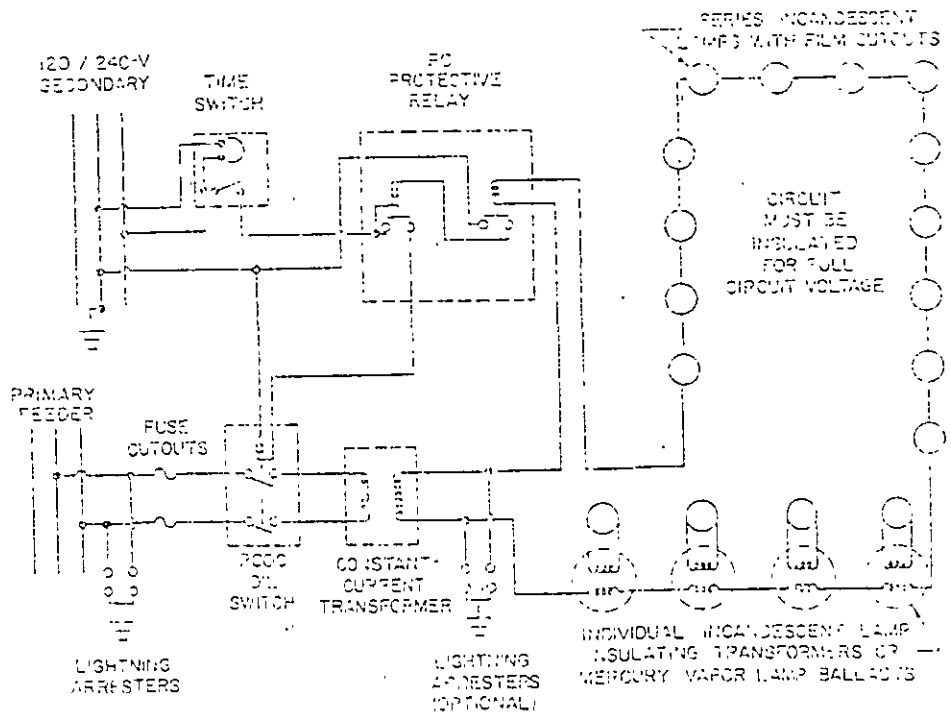 120 / 240-V
SECONDARY
TIME
SWITCH
PROTECTIVE
RELAY
SERIES INCANDESCENT
LAMPS WITH FILM CUTOUTS
CIRCUIT
MUST BE
INSULATED
FOR FULL
CIRCUIT VOLTAGE
PRIMARY
FEEDER
FUSE
CUTOUTS
OIL
SWITCH
CONSTANT-
CURRENT
TRANSFORMER
LIGHTNING
ARRESTERS
LIGHTNING
ARRESTERS
(OPTIONAL)
INDIVIDUAL INCANDESCENT LAMP
INSULATING TRANSFORMERS OR
MERCURY VAPOR LAMP BALLASTS